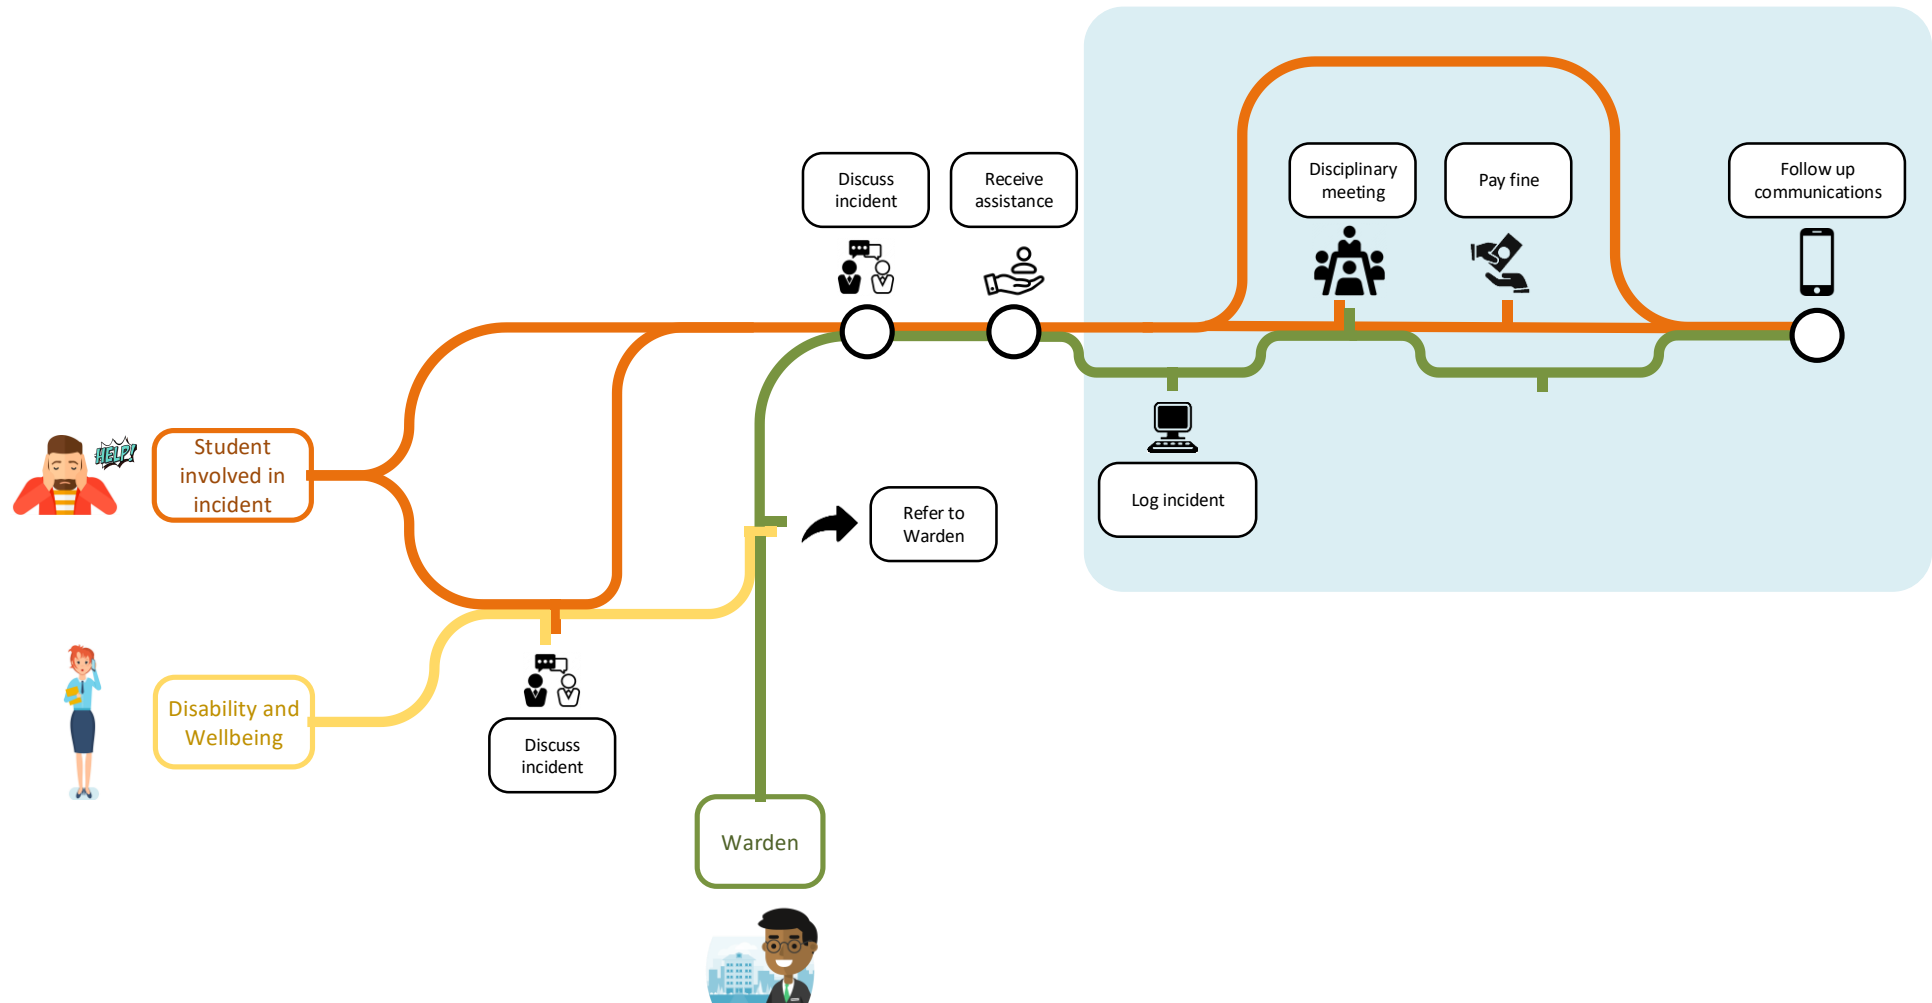 Discuss
incident
Receive
assistance
Disciplinary
meeting
Pay fine
Follow up
communications
HELP!
Student
involved in
incident
Log incident
Refer to
Warden
Disability and
Wellbeing
Discuss
incident
Warden